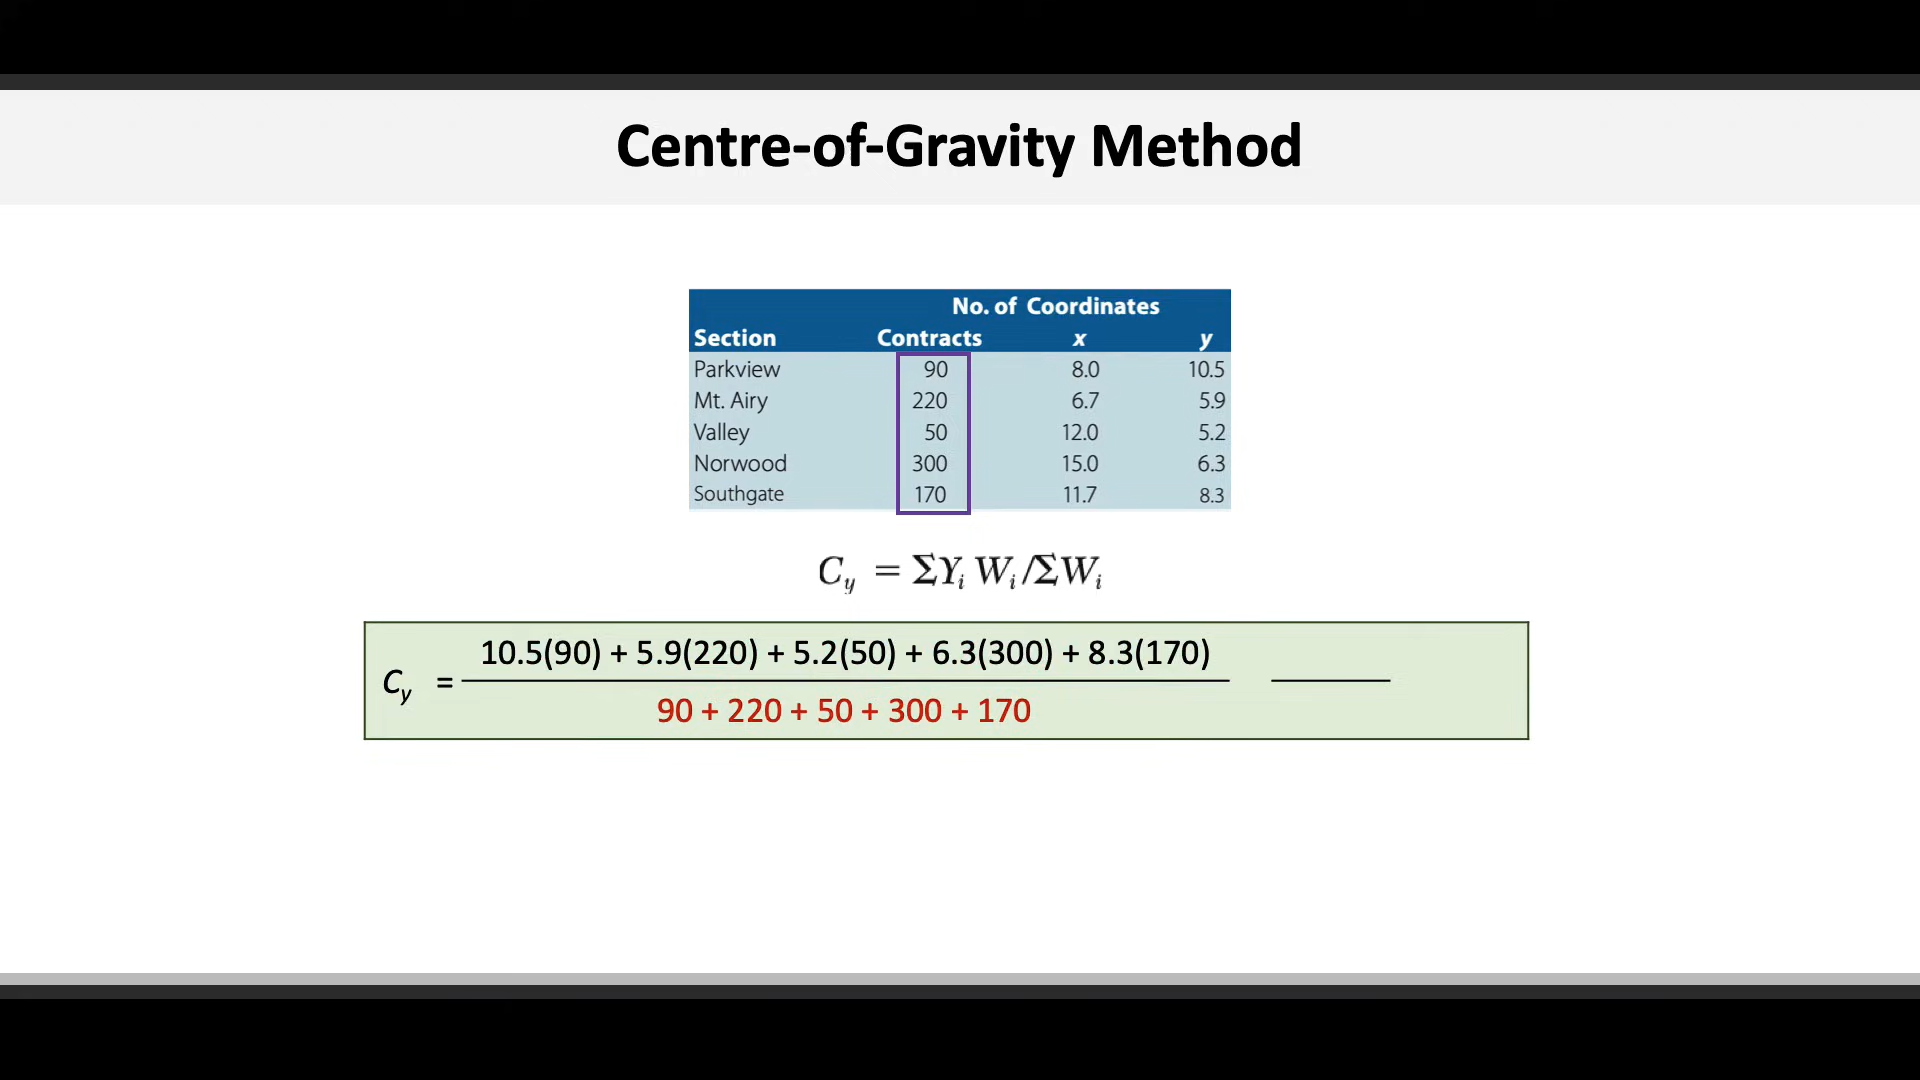 Centre-of-Gravity Method
No. of Coordinates
Section Contracts x y
Parkview 90 8.0 10.5
Mt. Airy 220 6.7 5.9
Valley 50 12.0 5.2
Norwood 300 15.0 6.3
Southgate 170 11.7 8.3
C_y = ΣY_i W_i/ΣW_i
10.5(90) + 5.9(220) + 5.2(50) + 6.3(300) + 8.3(170)
C_y =
90 + 220 + 50 + 300 + 170